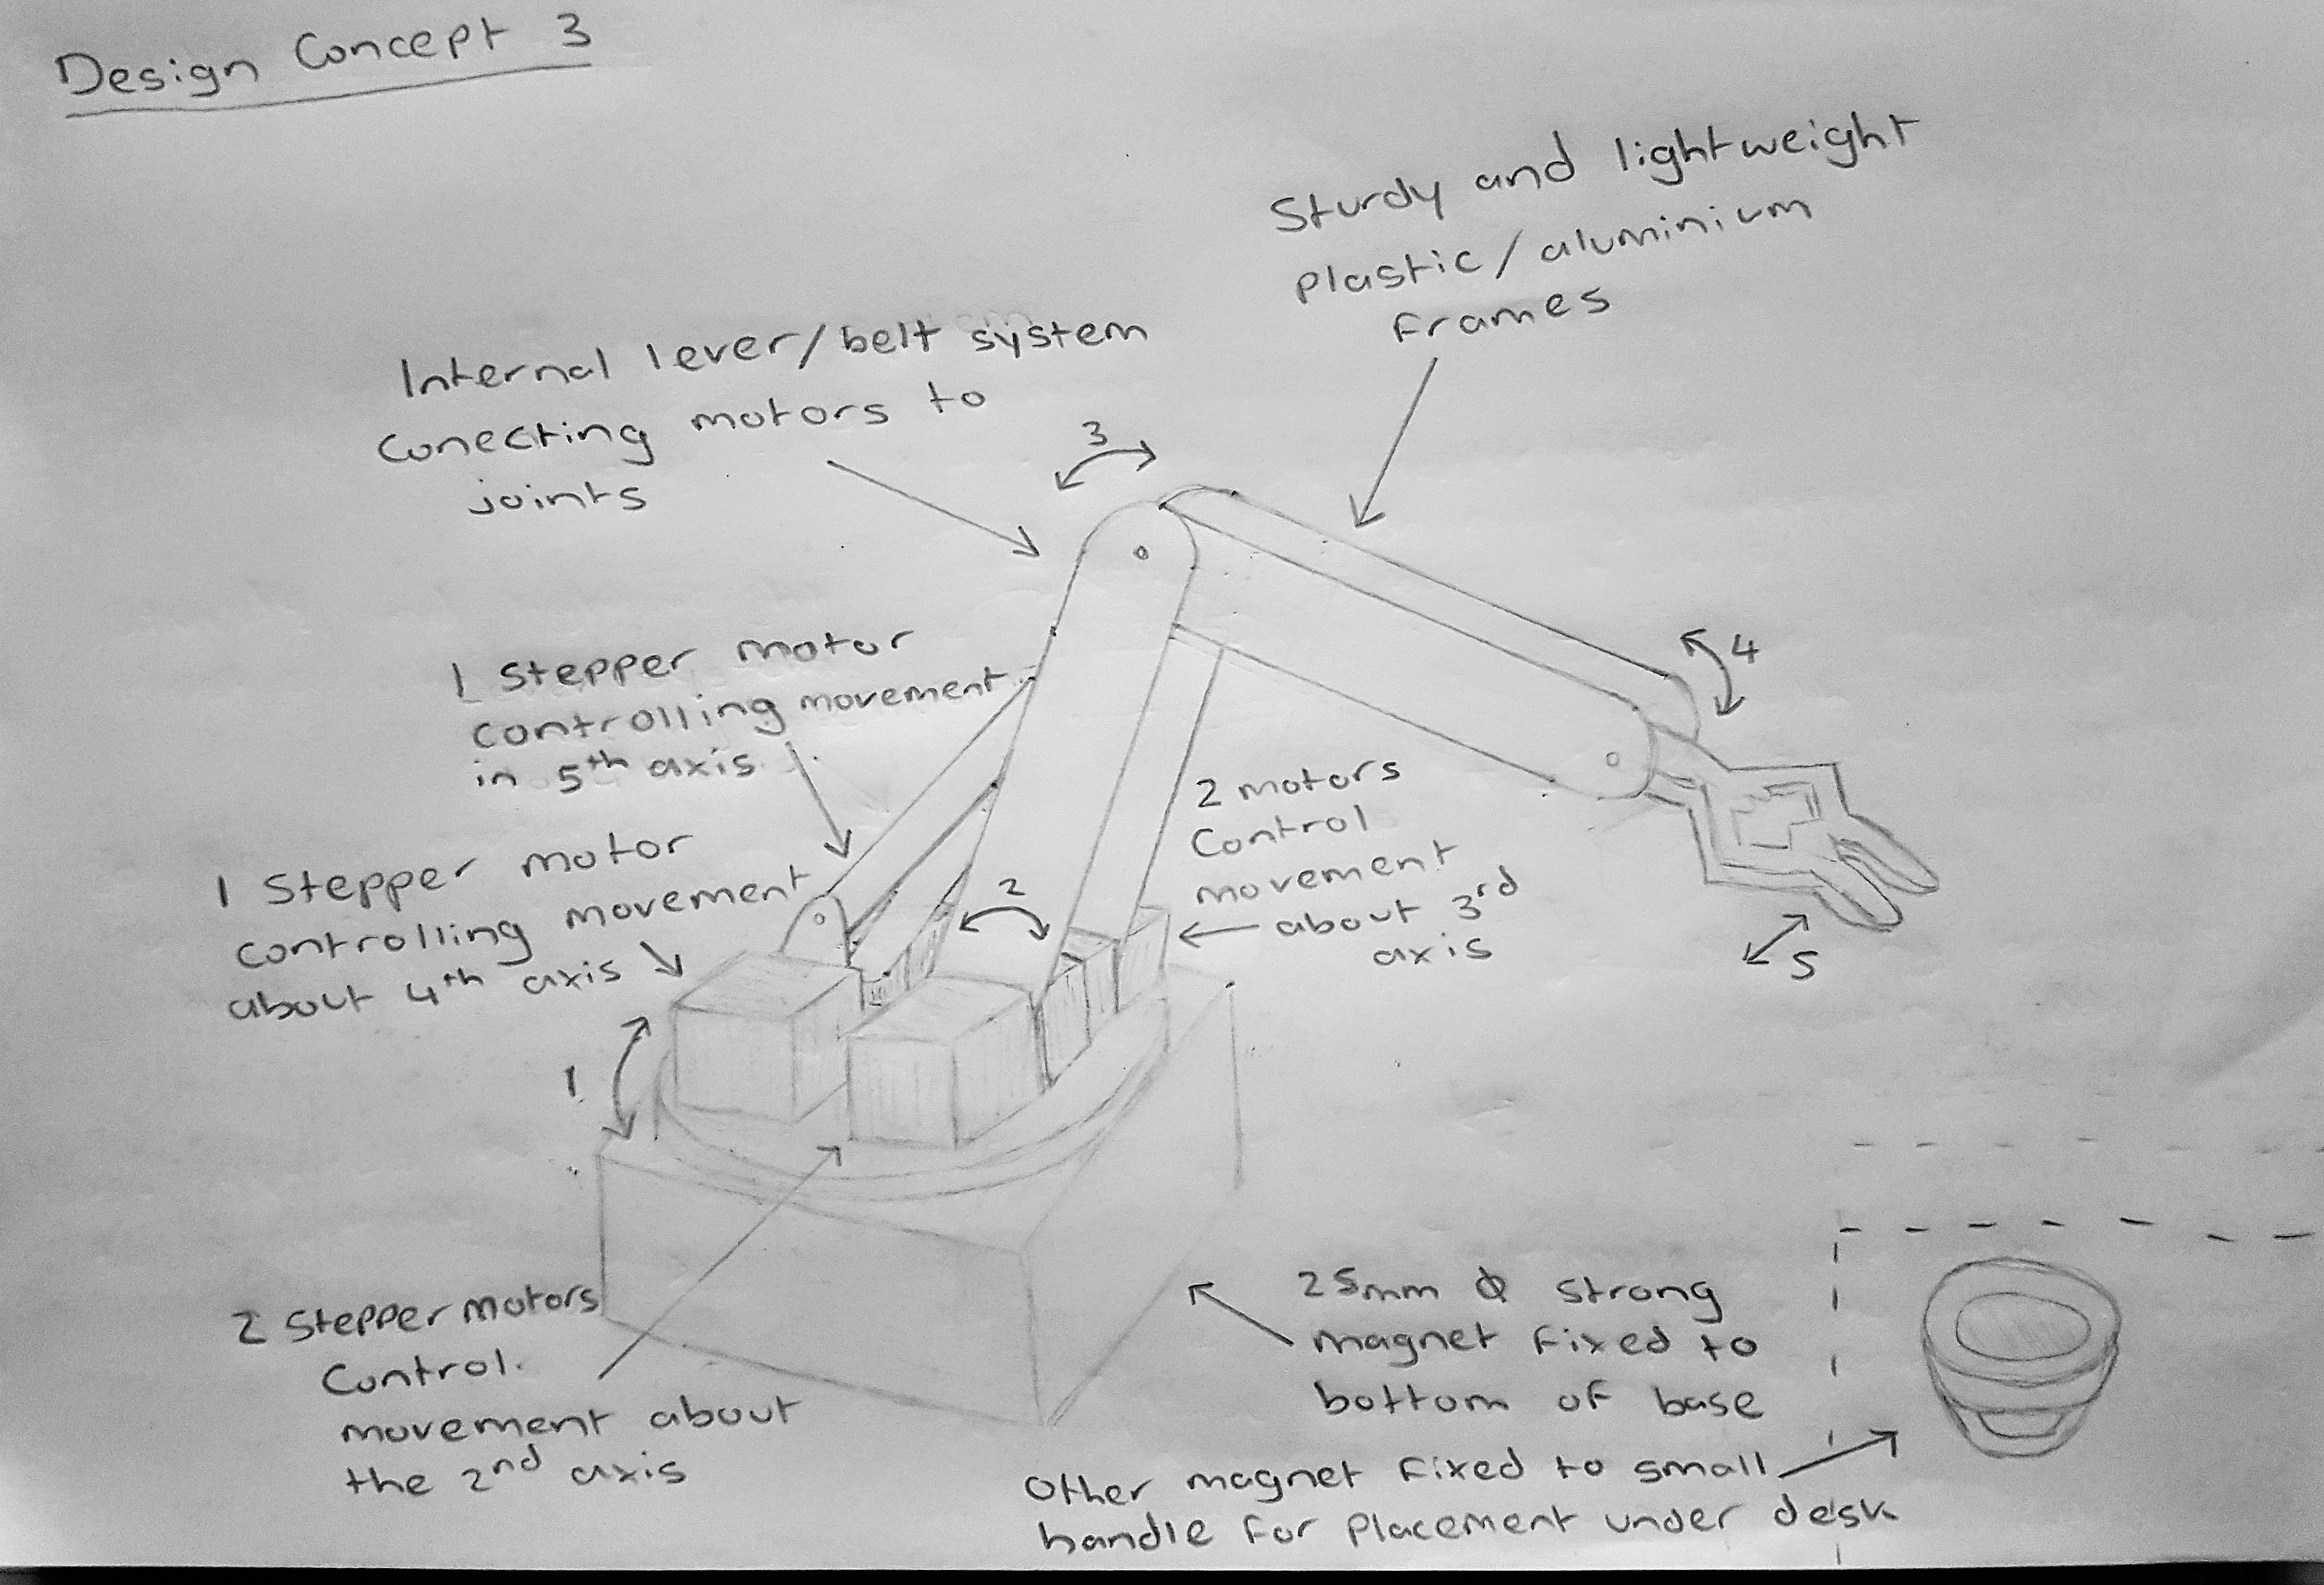 Design Concept 3
Sturdy and lightweight
plastic/aluminium
frames
Internal lever/belt system
conecting motors to
joints
3
1 stepper motor
controlling movement
in 5th axis
4
2 motors
control
movement
about 3rd
axis
1 stepper motor
controlling movement
about 4th axis
2
5
1
2 stepper motors
control
movement about
the 2nd axis
25mm Φ strong
magnet fixed to
bottom of base
Other magnet fixed to small
handle for placement under desk